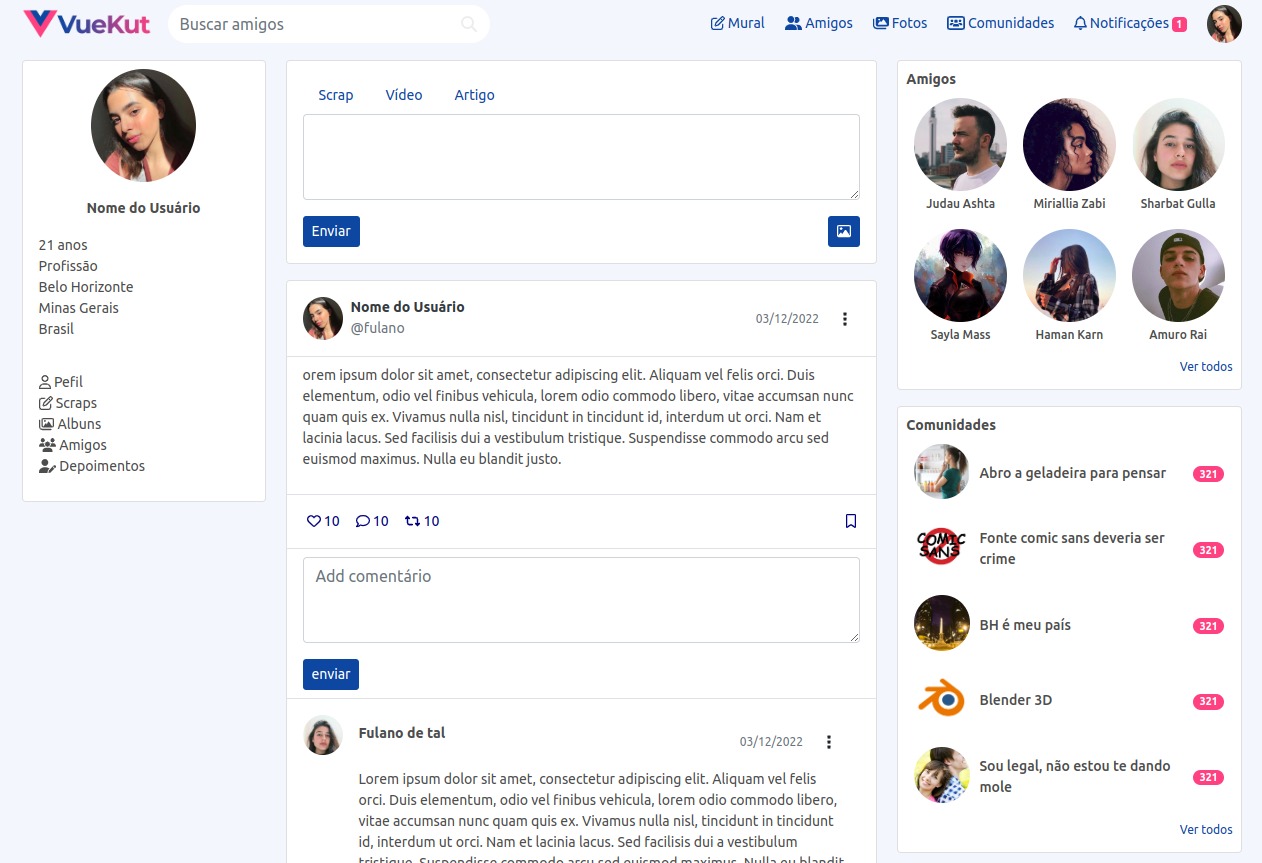 VueKut
Buscar amigos
Mural
Amigos
Fotos
Comunidades
Notificações 1
Nome do Usuário
21 anos
Profissão
Belo Horizonte
Minas Gerais
Brasil
Pefil
Scraps
Albuns
Amigos
Depoimentos
Scrap
Vídeo
Artigo
Enviar
Nome do Usuário
@fulano
03/12/2022
orem ipsum dolor sit amet, consectetur adipiscing elit. Aliquam vel felis orci. Duis
elementum, odio vel finibus vehicula, lorem odio commodo libero, vitae accumsan nunc
quam quis ex. Vivamus nulla nisl, tincidunt in tincidunt id, interdum ut orci. Nam et
lacinia lacus. Sed facilisis dui a vestibulum tristique. Suspendisse commodo arcu sed
euismod maximus. Nulla eu blandit justo.
10
10
10
Add comentário
enviar
Fulano de tal
03/12/2022
Lorem ipsum dolor sit amet, consectetur adipiscing elit. Aliquam vel felis
orci. Duis elementum, odio vel finibus vehicula, lorem odio commodo libero,
vitae accumsan nunc quam quis ex. Vivamus nulla nisl, tincidunt in tincidunt
id, interdum ut orci. Nam et lacinia lacus. Sed facilisis dui a vestibulum
tristique. Suspendisse commodo arcu sed euismod maximus. Nulla eu blandit
Amigos
Judau Ashta
Miriallia Zabi
Sharbat Gulla
Sayla Mass
Haman Karn
Amuro Rai
Ver todos
Comunidades
Abro a geladeira para pensar
321
COMIC
SANS
Fonte comic sans deveria ser
crime
321
BH é meu país
321
Blender 3D
321
Sou legal, não estou te dando
mole
321
Ver todos